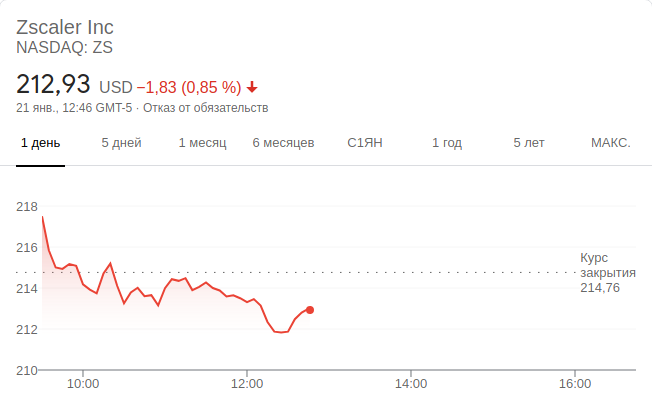 Zscaler Inc
NASDAQ: ZS
212,93 USD −1,83 (0,85 %)
21 янв., 12:46 GMT-5 · Отказ от обязательств
1 день 5 дней 1 месяц 6 месяцев С1ЯН 1 год 5 лет МАКС.
218
216
Курс
закрытия
214,76
214
212
210
10:00 12:00 14:00 16:00